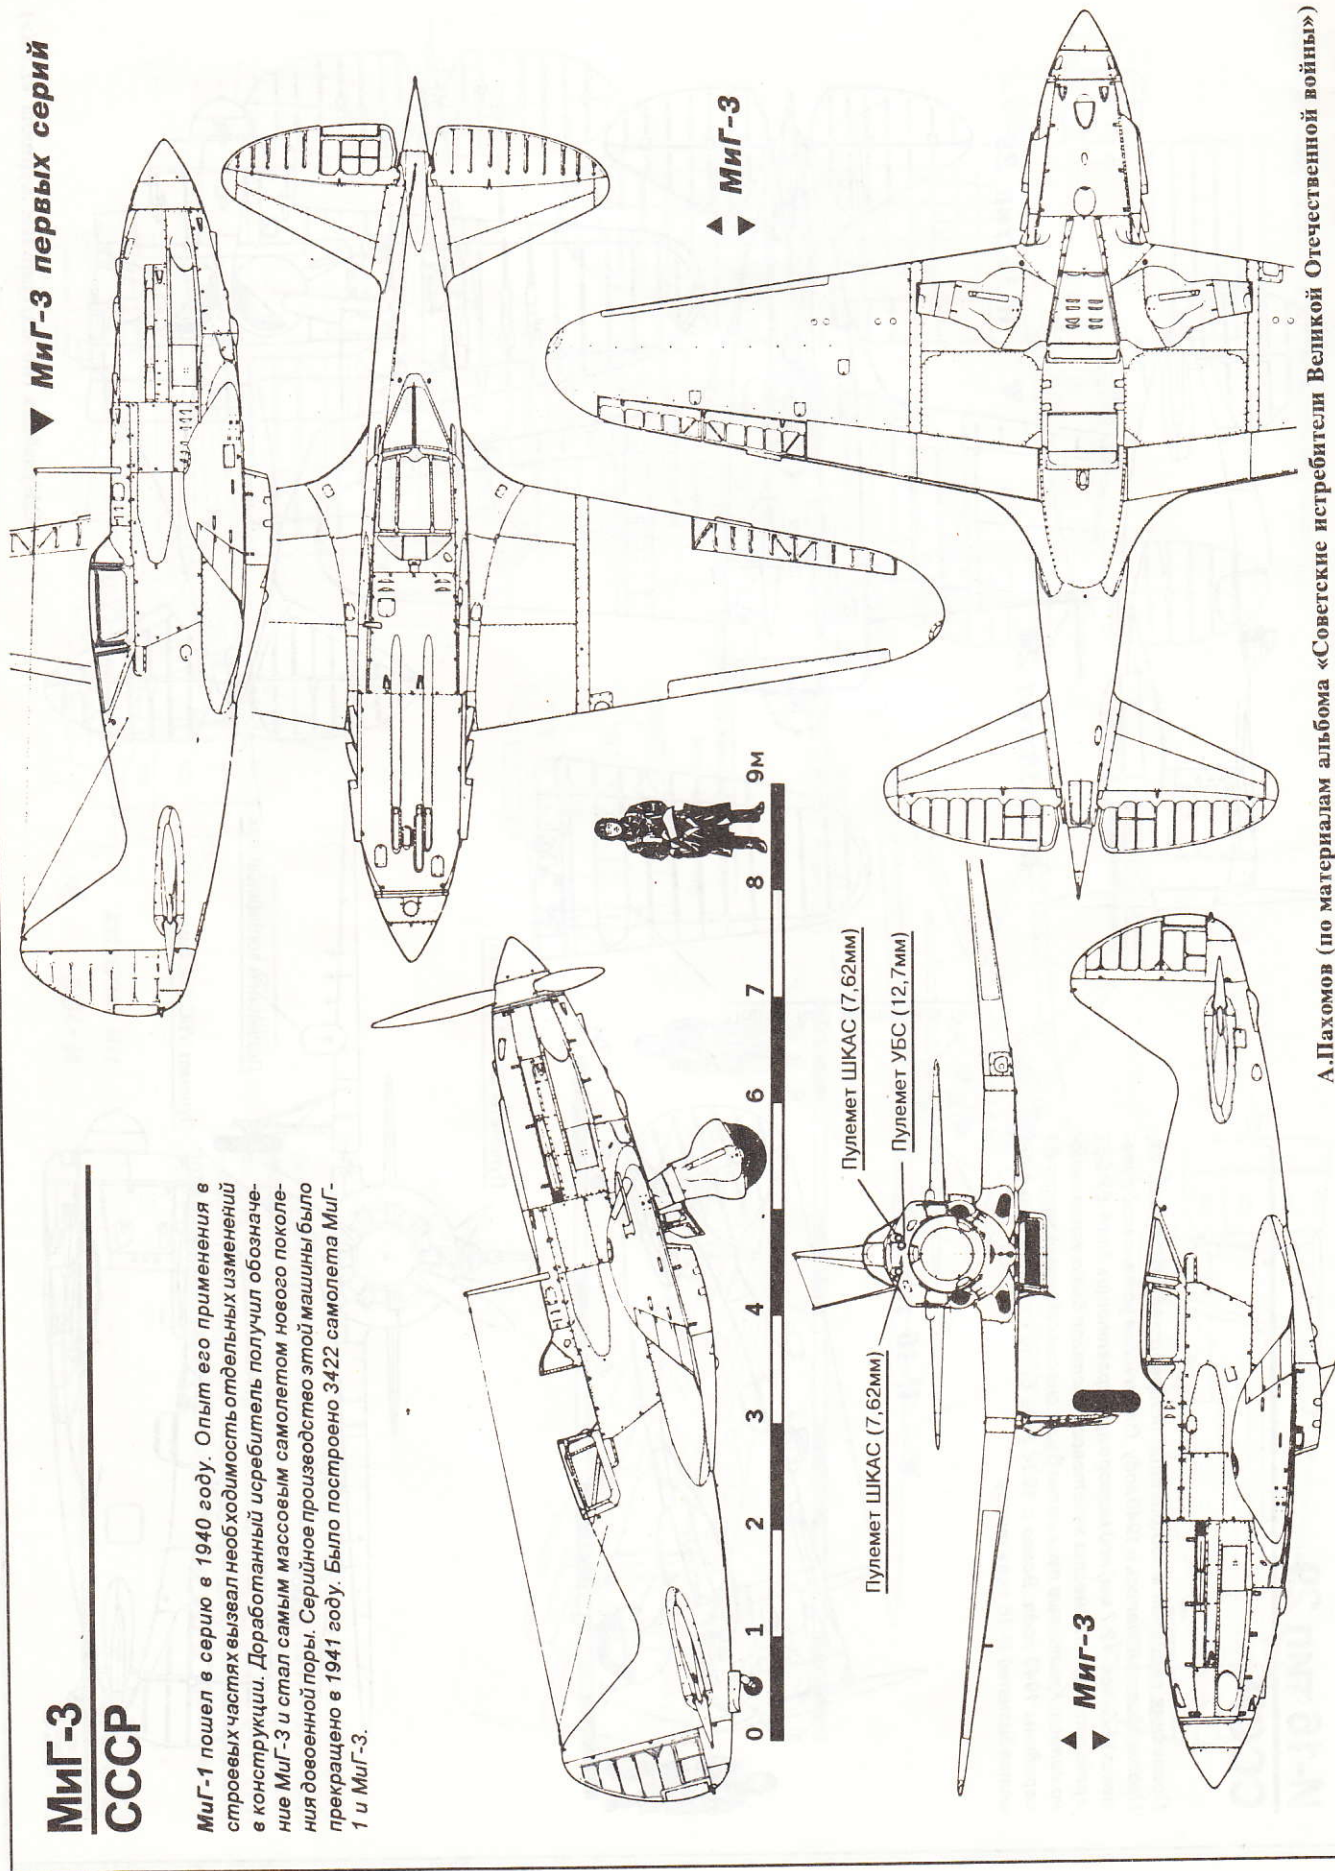 МиГ-3
СССР
МиГ-1 пошел в серию в 1940 году. Опыт его применения в
строевых частях вызвал необходимость отдельных изменений
в конструкции. Доработанный исребитель получил обозначе-
ние МиГ-3 и стал самым массовым самолетом нового поколе-
ния довоенной поры. Серийное производство этой машины было
прекращено в 1941 году. Было построено 3422 самолета МиГ-
1 и МиГ-3.
▼ МиГ-3 первых серий
▲▼ МиГ-3
0 1 2 3 4 5 6 7 8 9м
Пулемет ШКАС (7,62мм)
Пулемет УБС (12,7мм)
Пулемет ШКАС (7,62мм)
▲▼ Миг-3
А.Пахомов (по материалам альбома «Советские истребители Великой Отечественной войны»)